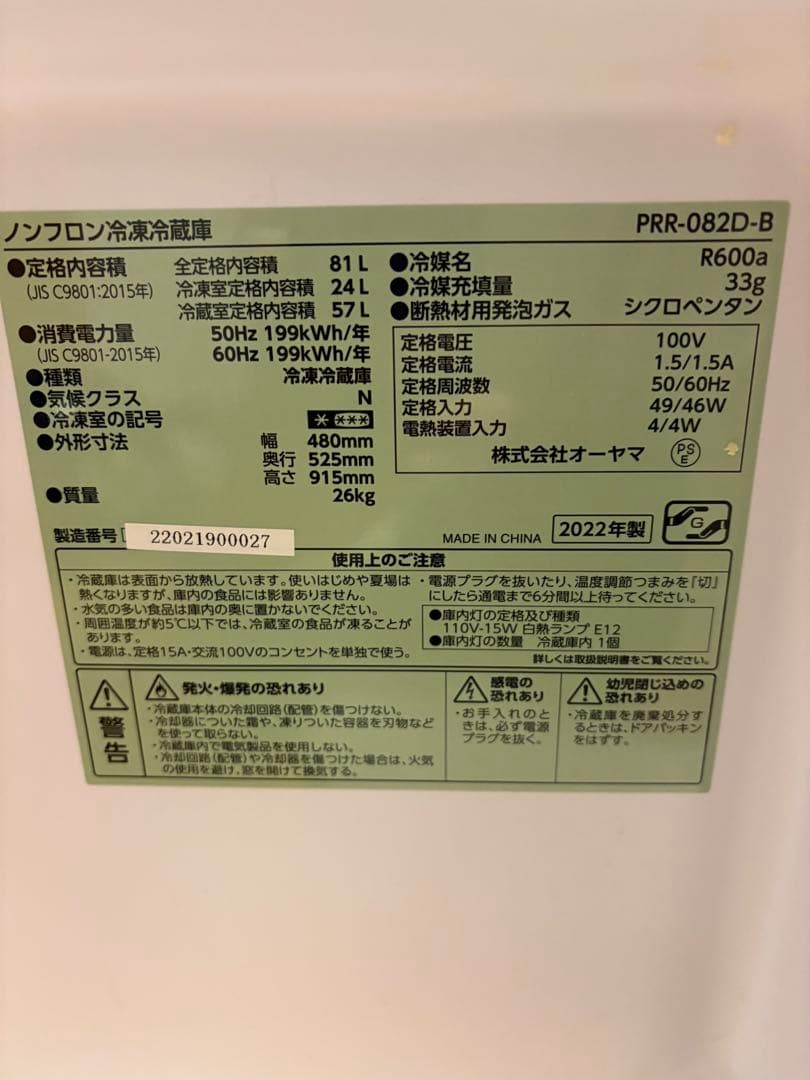 ノンフロン冷凍冷蔵庫 PRR-082D-B
●定格内容積 全定格内容積 81L
(JIS C9801:2015年) 冷凍室定格内容積 24L
冷蔵室定格内容積 57L
●消費電力量 50Hz 199kWh/年
(JIS C9801-2015年) 60Hz 199kWh/年
●種類 冷凍冷蔵庫
●気候クラス N
●冷凍室の記号 * ***
●外形寸法 幅 480mm
奥行 525mm
高さ 915mm
●質量 26kg
●冷媒名 R600a
●冷媒充填量 33g
●断熱材用発泡ガス シクロペンタン
定格電圧 100V
定格電流 1.5/1.5A
定格周波数 50/60Hz
定格入力 49/46W
電熱装置入力 4/4W
株式会社オーヤマ PS E
製造番号 22021900027
MADE IN CHINA 2022年製 G
使用上のご注意
・冷蔵庫は表面から放熱しています。使いはじめや夏場は
熱くなりますが、庫内の食品には影響ありません。
・水気の多い食品は庫内の奥に置かないでください。
・周囲温度が約5℃以下では、冷蔵室の食品が凍ることが
あります。
・電源は、定格15A・交流100Vのコンセントを単独で使う。
・電源プラグを抜いたり、温度調節つまみを「切」
にしたら通電まで6分間以上待ってください。
●庫内灯の定格及び種類
110V-15W 白熱ランプ E12
●庫内灯の数量 冷蔵庫内 1個
詳しくは取扱説明書をご覧ください。
警告
発火・爆発の恐れあり
・冷蔵庫本体の冷却回路(配管)を傷つけない。
・冷却器についた霜や、凍りついた容器を刃物など
を使って取らない。
・冷蔵庫内で電気製品を使用しない。
・冷却回路(配管)や冷却器を傷つけた場合は、火気
の使用を避け、窓を開けて換気する。
感電の
恐れあり
・お手入れのと
きは、必ず電源
プラグを抜く。
幼児閉じ込めの
恐れあり
・冷蔵庫を廃棄処分す
るときは、ドアパッキン
をはずす。